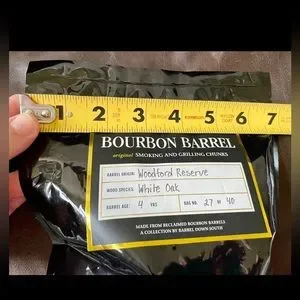 1 2 3 4 5 6 7
BOURBON BARREL
original SMOKING AND GRILLING CHUNKS
BARREL ORIGIN: Woodford Reserve
WOOD SPECIES: White Oak
BARREL AGE: 4 YRS BAG NO. 27 OF 40
MADE FROM RECLAIMED BOURBON BARRELS
A COLLECTION BY BARREL DOWN SOUTH